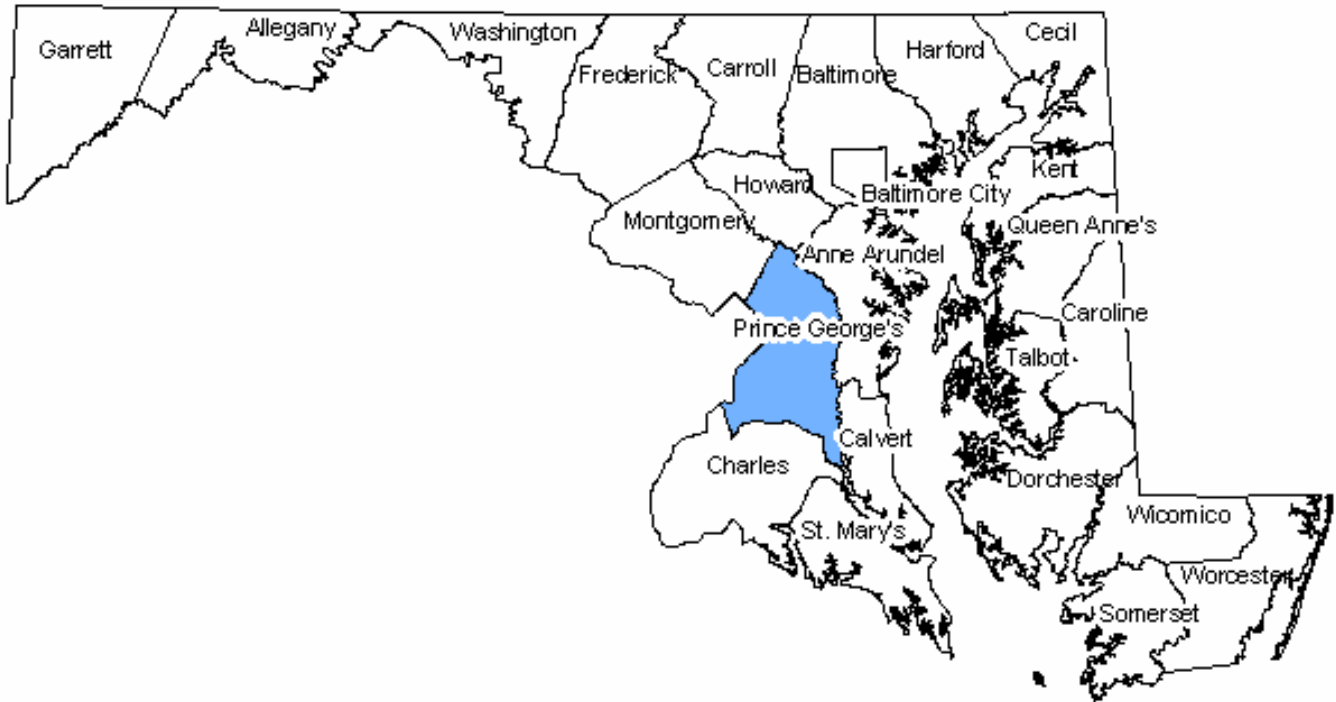 Garrett
Allegany
Washington
Frederick
Carroll
Baltimore
Harford
Cecil
Kent
Howard
Baltimore City
Montgomery
Queen Anne's
Anne Arundel
Prince George's
Caroline
Talbot
Calvert
Charles
Dorchester
St. Mary's
Wicomico
Worcester
Somerset